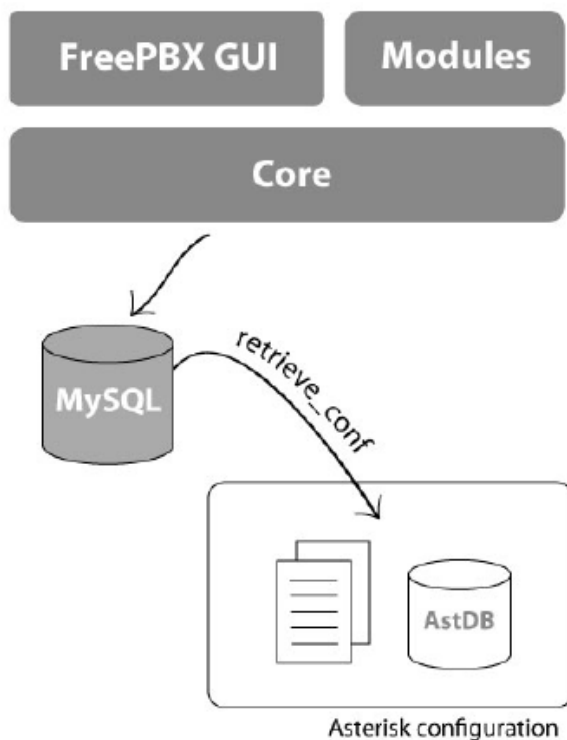 FreePBX GUI
Modules
Core
MySQL
retrieve_conf
AstDB
Asterisk configuration